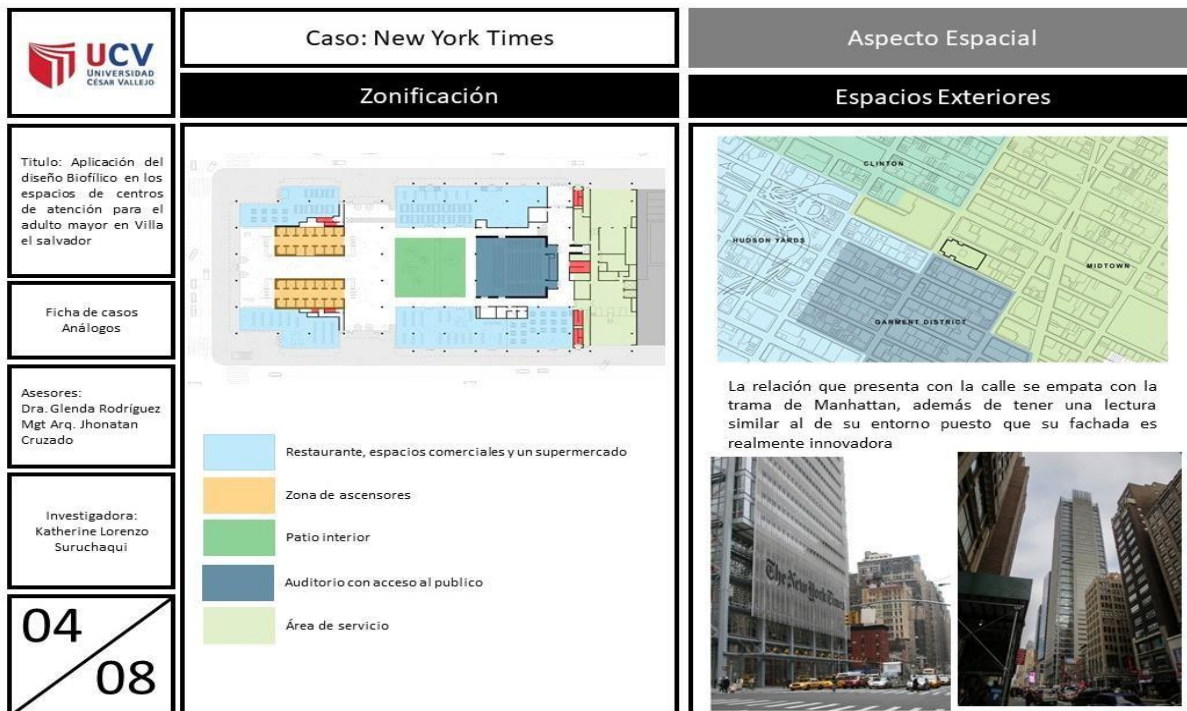 UCV
UNIVERSIDAD
CÉSAR VALLEJO
Titulo: Aplicación del
diseño Biofílico en los
espacios de centros
de atención para el
adulto mayor en Villa
el salvador
Ficha de casos
Análogos
Asesores:
Dra. Glenda Rodríguez
Mgt Arq. Jhonatan
Cruzado
Investigadora:
Katherine Lorenzo
Suruchaqui
04
08
Caso: New York Times
Zonificación
Restaurante, espacios comerciales y un supermercado
Zona de ascensores
Patio interior
Auditorio con acceso al publico
Área de servicio
Aspecto Espacial
Espacios Exteriores
CLINTON
HUDSON YARDS
MIDTOWN
GARMENT DISTRICT
La relación que presenta con la calle se empata con la
trama de Manhattan, además de tener una lectura
similar al de su entorno puesto que su fachada es
realmente innovadora
The New York Times